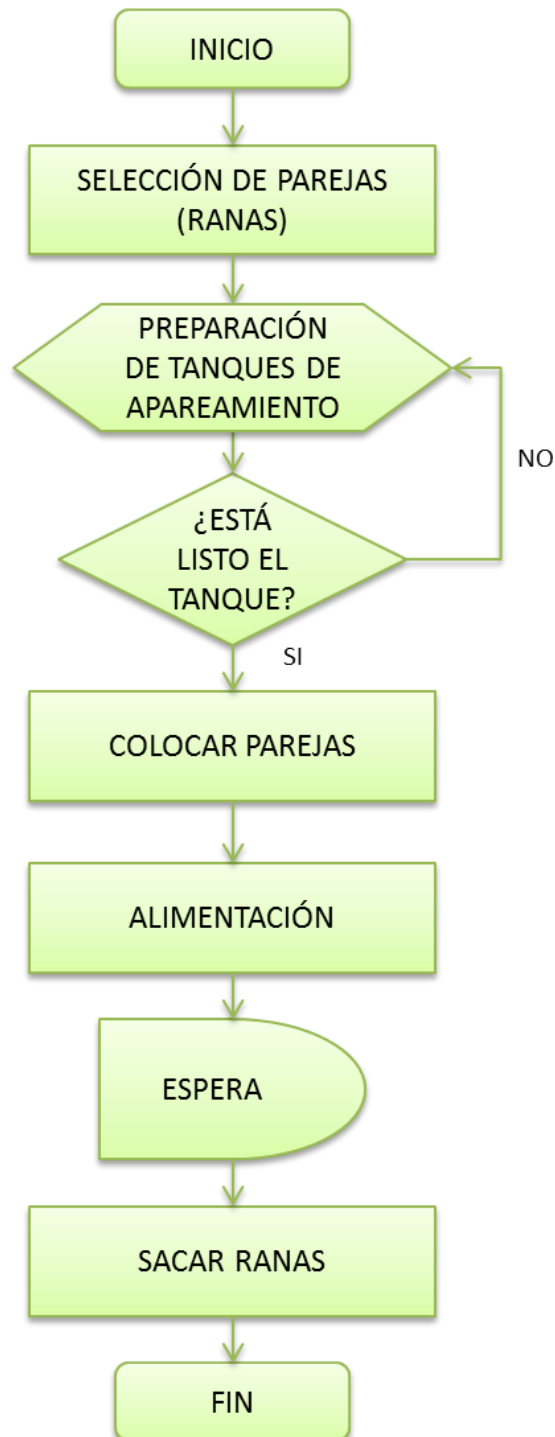 INICIO
SELECCIÓN DE PAREJAS
(RANAS)
PREPARACIÓN
DE TANQUES DE
APAREAMIENTO
NO
¿ESTÁ
LISTO EL
TANQUE?
SI
COLOCAR PAREJAS
ALIMENTACIÓN
ESPERA
SACAR RANAS
FIN